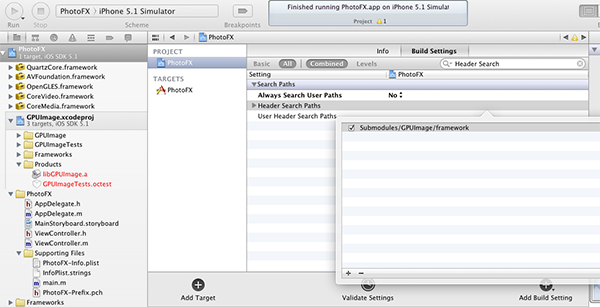 PhotoFX
iPhone 5.1 Simulator
Finished running PhotoFX.app on iPhone 5.1 Simulat
Project
1
Run
Stop
Scheme
Breakpoints
PhotoFX
1 target, iOS SDK 5.1
QuartzCore.framework
AVFoundation.framework
OpenGLES.framework
CoreVideo.framework
CoreMedia.framework
GPUImage.xcodeproj
3 targets, iOS SDK 5.1
GPUImage
GPUImageTests
Frameworks
Products
libGPUImage.a
GPUImageTests.octest
PhotoFX
AppDelegate.h
AppDelegate.m
MainStoryboard.storyboard
ViewController.h
ViewController.m
Supporting Files
PhotoFX-Info.plist
InfoPlist.strings
main.m
PhotoFX-Prefix.pch
Frameworks
PhotoFX
PROJECT
PhotoFX
TARGETS
PhotoFX
Info
Build Settings
Basic
All
Combined
Levels
Header Search
Setting
PhotoFX
Search Paths
Always Search User Paths
No
Header Search Paths
User Header Search Paths
Submodules/GPUImage/framework
+ −
Add Target
Validate Settings
Add Build Setting